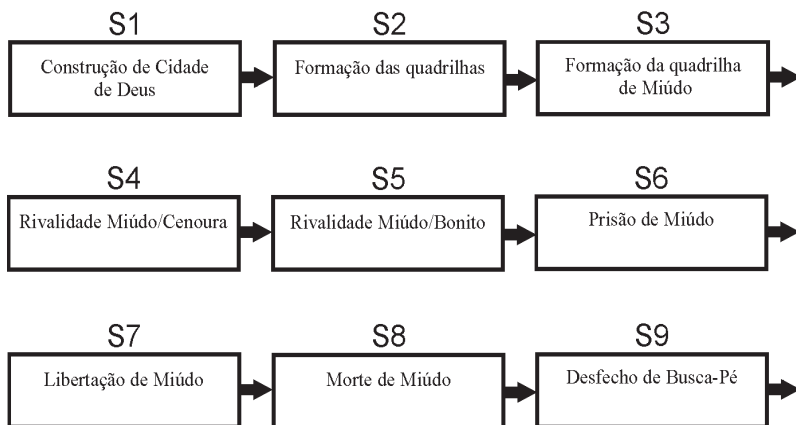 S1
S2
S3
Construção de Cidade
de Deus
Formação das quadrilhas
Formação da quadrilha
de Miúdo
S4
S5
S6
Rivalidade Miúdo/Cenoura
Rivalidade Miúdo/Bonito
Prisão de Miúdo
S7
S8
S9
Libertação de Miúdo
Morte de Miúdo
Desfecho de Busca-Pé